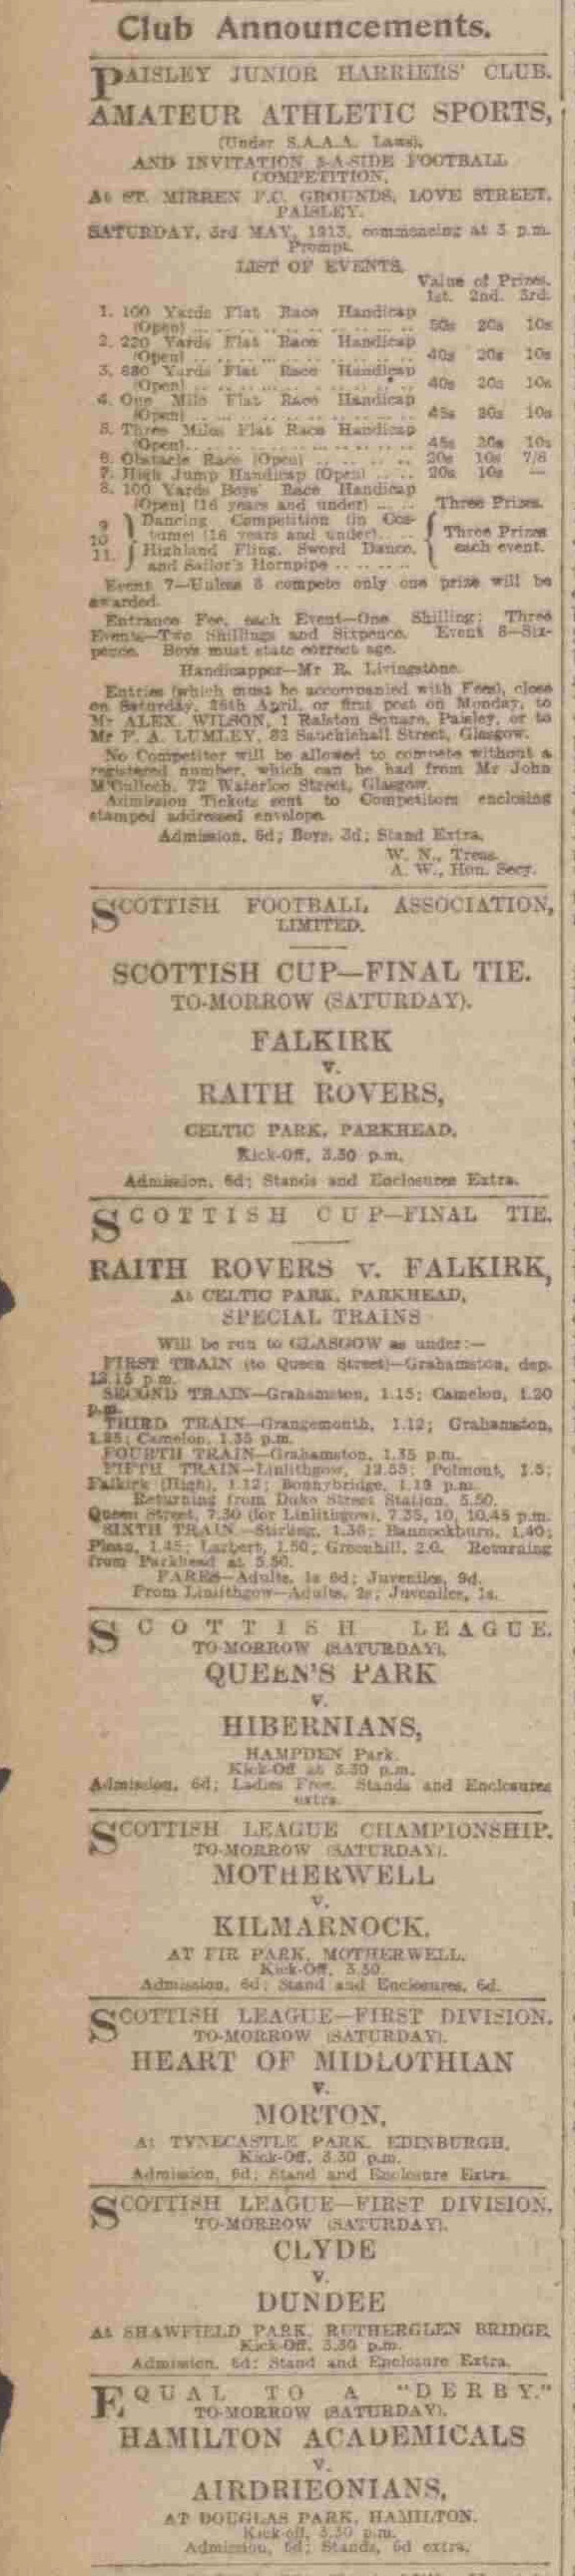 Club Announcements.
PAISLEY JUNIOR HARRIERS' CLUB.
AMATEUR ATHLETIC SPORTS,
(Under S.A.A.A. Laws),
AND INVITATION 5-A-SIDE FOOTBALL
COMPETITION,
At ST. MIRREN F.C. GROUNDS, LOVE STREET,
PAISLEY.
SATURDAY, 3rd MAY, 1913, commencing at 3 p.m.
Prompt.
LIST OF EVENTS.
Value of Prizes.
1st. 2nd. 3rd.
1. 100 Yards Flat Race Handicap
(Open) .. .. .. .. .. .. 50s 20s 10s
2. 220 Yards Flat Race Handicap
(Open) .. .. .. .. .. .. 40s 20s 10s
3. 880 Yards Flat Race Handicap
(Open) .. .. .. .. .. .. 40s 20s 10s
4. One Mile Flat Race Handicap
(Open) .. .. .. .. .. .. 45s 20s 10s
5. Three Miles Flat Race Handicap
(Open) .. .. .. .. .. .. 45s 20s 10s
6. Obstacle Race (Open) .. .. .. 20s 10s 7/6
7. High Jump Handicap (Open) .. .. 20s 10s —
8. 100 Yards Boys' Race Handicap
(Open) (16 years and under) .. .. Three Prizes.
9 Dancing Competition (in Cos-
10 tume) (16 years and under).. .. Three Prizes
11. Highland Fling, Sword Dance, each event.
and Sailor's Hornpipe .. .. .. ..
Event 7—Unless 8 compete only one prize will be
awarded.
Entrance Fee, each Event—One Shilling; Three
Events—Two Shillings and Sixpence. Event 8—Six-
pence. Boys must state correct age.
Handicapper—Mr R. Livingstone.
Entries (which must be accompanied with Fees), close
on Saturday, 26th April, or first post on Monday, to
Mr ALEX. WILSON, 1 Ralston Square, Paisley, or to
Mr F. A. LUMLEY, 82 Sauchiehall Street, Glasgow.
No Competitor will be allowed to compete without a
registered number, which can be had from Mr John
M'Culloch, 72 Waterloo Street, Glasgow.
Admission Tickets sent to Competitors enclosing
stamped addressed envelope.
Admission, 6d; Boys, 3d; Stand Extra.
W. N., Treas.
A. W., Hon. Secy.
SCOTTISH FOOTBALL ASSOCIATION,
LIMITED.
SCOTTISH CUP—FINAL TIE.
TO-MORROW (SATURDAY).
FALKIRK
v.
RAITH ROVERS,
CELTIC PARK, PARKHEAD.
Kick-Off, 3.30 p.m.
Admission, 6d; Stands and Enclosures Extra.
SCOTTISH CUP—FINAL TIE.
RAITH ROVERS v. FALKIRK,
At CELTIC PARK, PARKHEAD,
SPECIAL TRAINS
Will be run to GLASGOW as under:—
FIRST TRAIN (to Queen Street)—Grahamston, dep.
12.15 p.m.
SECOND TRAIN—Grahamston, 1.15; Camelon, 1.20
p.m.
THIRD TRAIN—Grangemouth, 1.12; Grahamston,
1.25; Camelon, 1.35 p.m.
FOURTH TRAIN—Grahamston, 1.35 p.m.
FIFTH TRAIN—Linlithgow, 12.55; Polmont, 1.5;
Falkirk (High), 1.12; Bonnybridge, 1.19 p.m.
Returning from Duke Street Station, 5.50.
Queen Street, 7.30 (for Linlithgow), 7.35, 10, 10.45 p.m.
SIXTH TRAIN—Stirling, 1.36; Bannockburn, 1.40;
Plean, 1.45; Larbert, 1.50; Greenhill, 2.0. Returning
from Parkhead at 5.50.
FARES—Adults, 1s 6d; Juveniles, 9d.
From Linlithgow—Adults, 2s; Juveniles, 1s.
SCOTTISH LEAGUE.
TO-MORROW (SATURDAY),
QUEEN'S PARK
v.
HIBERNIANS,
HAMPDEN Park.
Kick-Off at 3.30 p.m.
Admission, 6d; Ladies Free. Stands and Enclosures
extra.
SCOTTISH LEAGUE CHAMPIONSHIP.
TO-MORROW (SATURDAY).
MOTHERWELL
v.
KILMARNOCK.
AT FIR PARK, MOTHERWELL.
Kick-Off, 3.30.
Admission, 6d; Stand and Enclosures, 6d.
SCOTTISH LEAGUE—FIRST DIVISION.
TO-MORROW (SATURDAY).
HEART OF MIDLOTHIAN
v.
MORTON,
At TYNECASTLE PARK, EDINBURGH.
Kick-Off, 3.30 p.m.
Admission, 6d; Stand and Enclosure Extra.
SCOTTISH LEAGUE—FIRST DIVISION.
TO-MORROW (SATURDAY).
CLYDE
v.
DUNDEE
At SHAWFIELD PARK, RUTHERGLEN BRIDGE.
Kick-Off, 3.30 p.m.
Admission, 6d; Stand and Enclosure Extra.
EQUAL TO A "DERBY."
TO-MORROW (SATURDAY).
HAMILTON ACADEMICALS
v.
AIRDRIEONIANS,
AT DOUGLAS PARK, HAMILTON.
Kick-off, 3.30 p.m.
Admission, 6d; Stands, 6d extra.